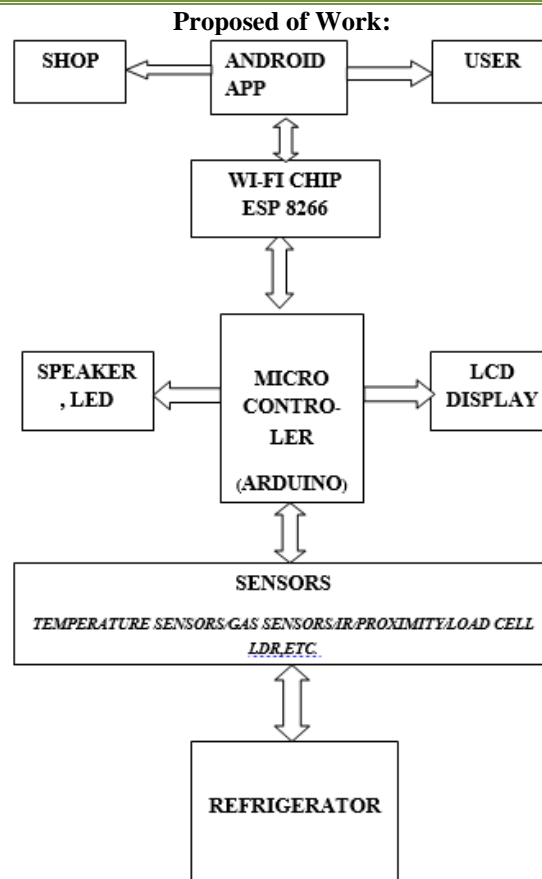 Proposed of Work:
SHOP
ANDROID
APP
USER
WI-FI CHIP
ESP 8266
SPEAKER
, LED
MICRO
CONTRO-
LER
(ARDUINO)
LCD
DISPLAY
SENSORS
TEMPERATURE SENSORS/GAS SENSORS/IR/PROXIMITY/LOAD CELL
LDR,ETC.
REFRIGERATOR